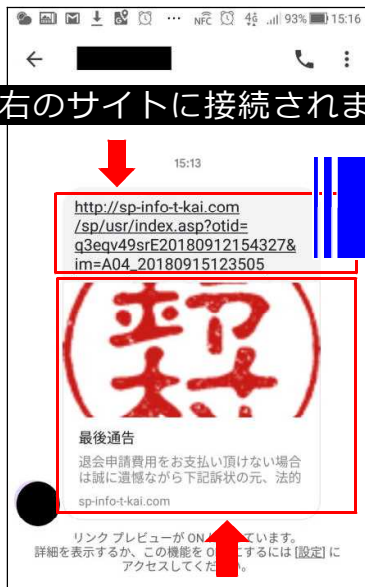 NFC 4G 93% 15:16
右のサイトに接続されま
15:13
http://sp-info-t-kai.com
/sp/usr/index.asp?otid=
q3eqv49srE20180912154327&
im=A04_20180915123505
最後通告
退会申請費用をお支払い頂けない場合
は誠に遺憾ながら下記訴状の元、法的
sp-info-t-kai.com
リンク プレビューが ON ています。
詳細を表示するか、この機能を O にするには [設定] に
アクセスしてくだ い。